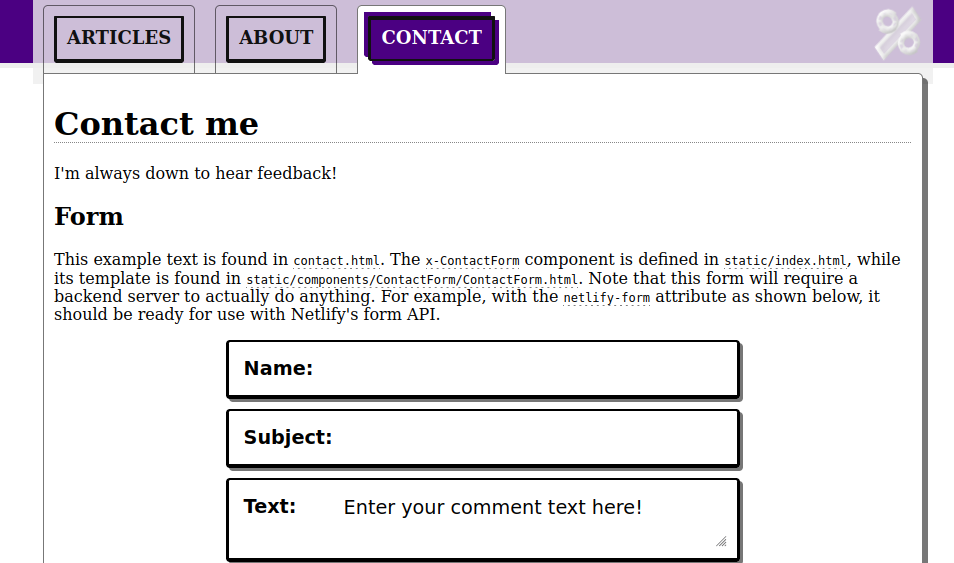 ARTICLES ABOUT CONTACT %
Contact me
I'm always down to hear feedback!
Form
This example text is found in contact.html. The x-ContactForm component is defined in static/index.html, while
its template is found in static/components/ContactForm/ContactForm.html. Note that this form will require a
backend server to actually do anything. For example, with the netlify-form attribute as shown below, it
should be ready for use with Netlify's form API.
Name:
Subject:
Text: Enter your comment text here!